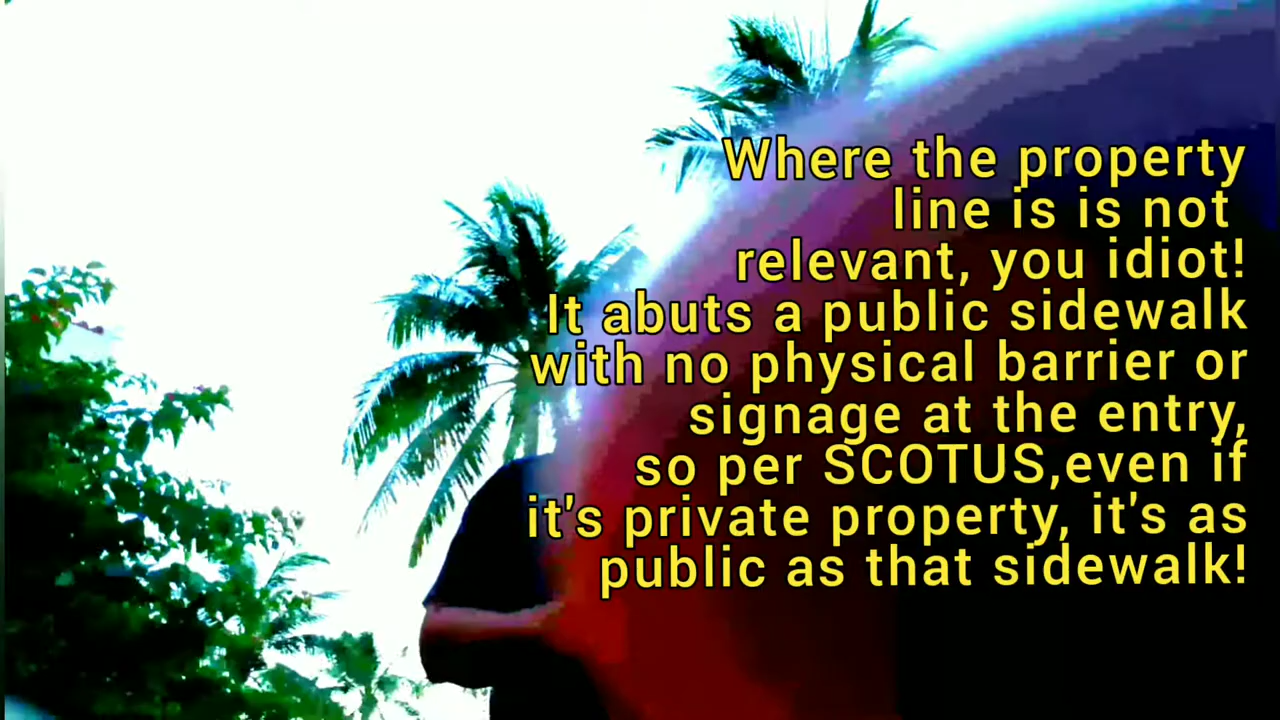 Where the property
line is is not
relevant, you idiot!
It abuts a public sidewalk
with no physical barrier or
signage at the entry,
so per SCOTUS,even if
it's private property, it's as
public as that sidewalk!